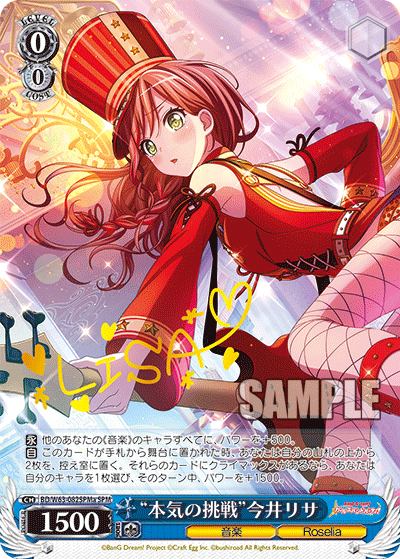 LEVEL
0
0
COST
LISA
SAMPLE
CH BD/W63-082SPMa SPM
永 他のあなたの《音楽》のキャラすべてに、パワーを+500。
自 このカードが手札から舞台に置かれた時、あなたは自分の山札の上から
2枚を、控え室に置く。それらのカードにクライマックスがあるなら、あなたは
自分のキャラを1枚選び、そのターン中、パワーを+1500。
POWER
1500
“本気の挑戦”今井リサ
音楽
Roselia
©BanG Dream! Project ©Craft Egg Inc. ©bushiroad All Rights Reserved.